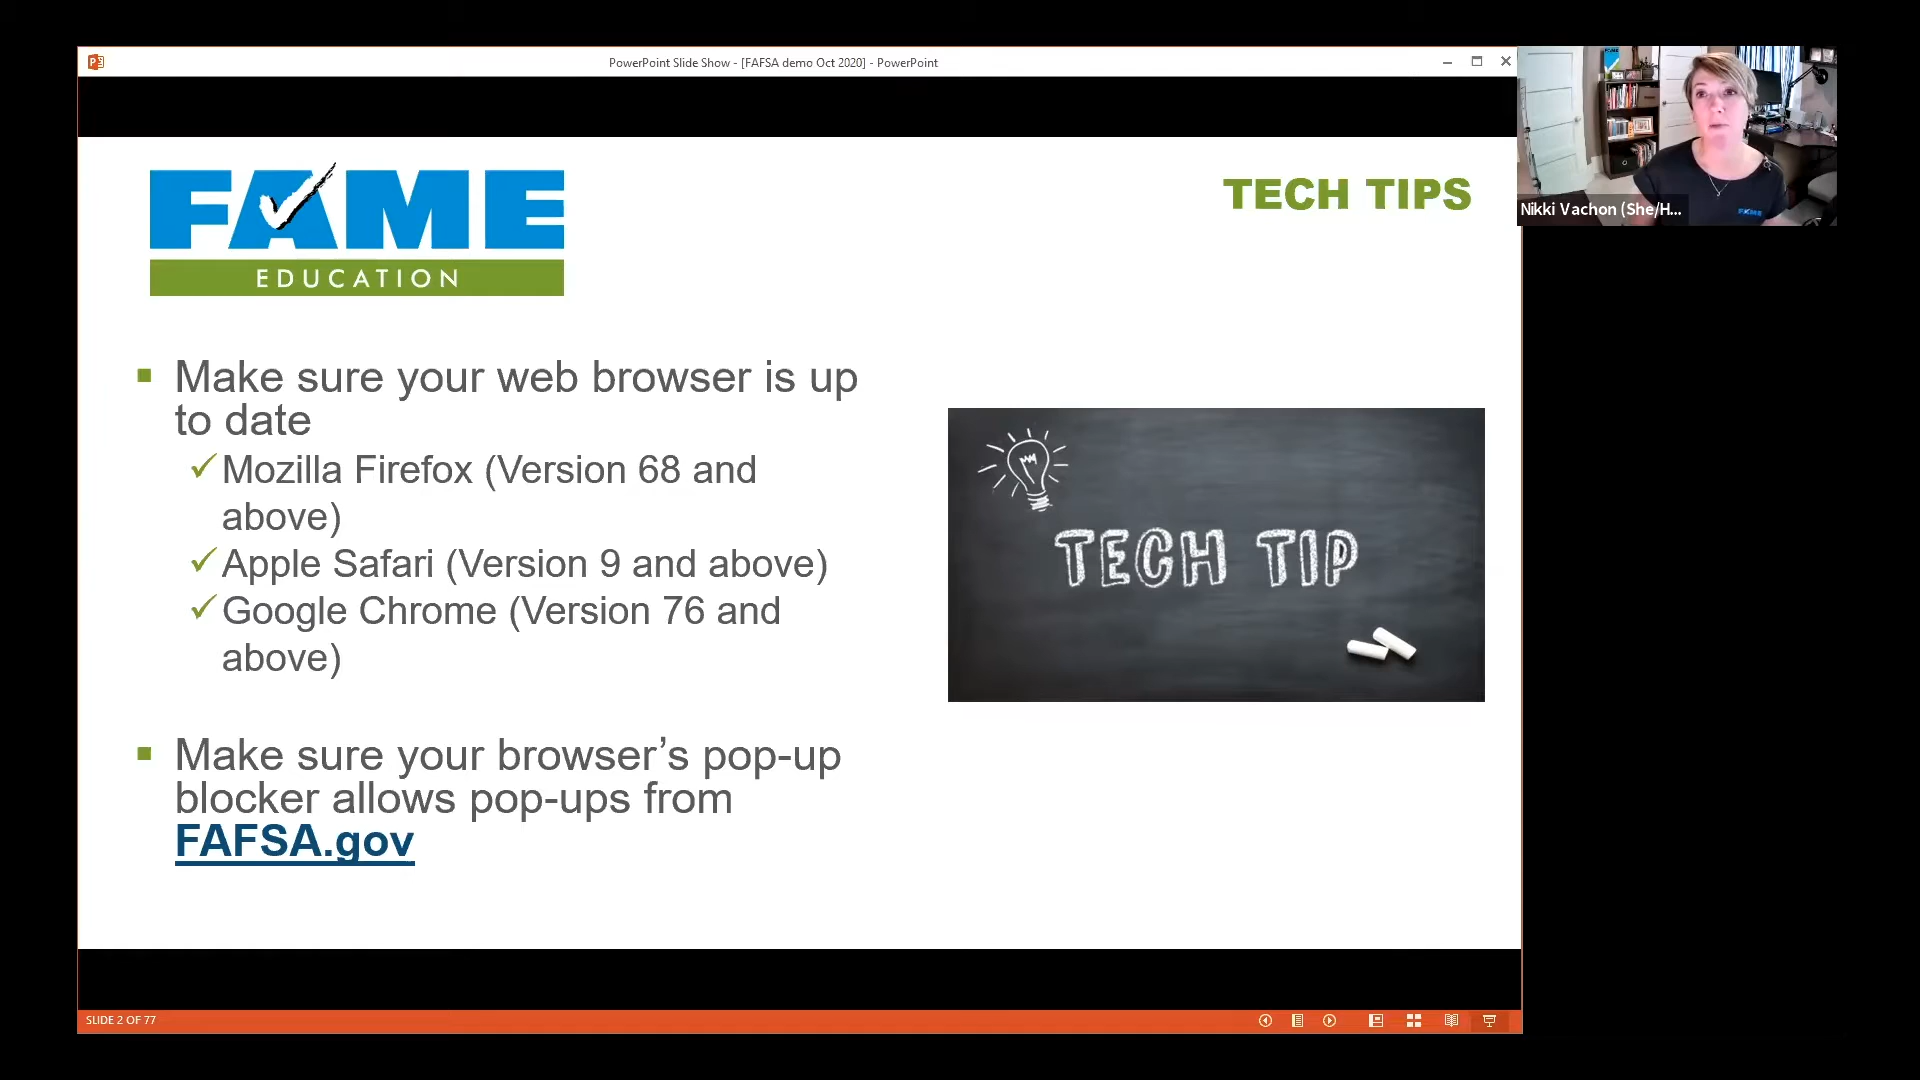 PowerPoint Slide Show - [FAFSA demo Oct 2020] - PowerPoint
FAME
EDUCATION
TECH TIPS
Nikki Vachon (She/H...
▪ Make sure your web browser is up
to date
✓Mozilla Firefox (Version 68 and
above)
✓Apple Safari (Version 9 and above)
✓Google Chrome (Version 76 and
above)
TECH TIP
▪ Make sure your browser’s pop-up
blocker allows pop-ups from
FAFSA.gov
SLIDE 2 OF 77